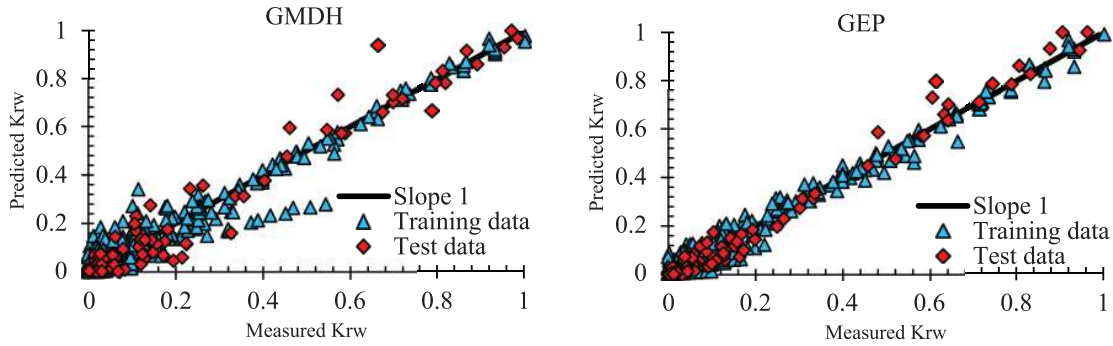 GMDH
1
0.8
0.6
0.4
0.2
0
Predicted Krw
Slope 1
Training data
Test data
0 0.2 0.4 0.6 0.8 1
Measured Krw
GEP
1
0.8
0.6
0.4
0.2
0
Predicted Krw
Slope 1
Training data
Test data
0 0.2 0.4 0.6 0.8 1
Measured Krw